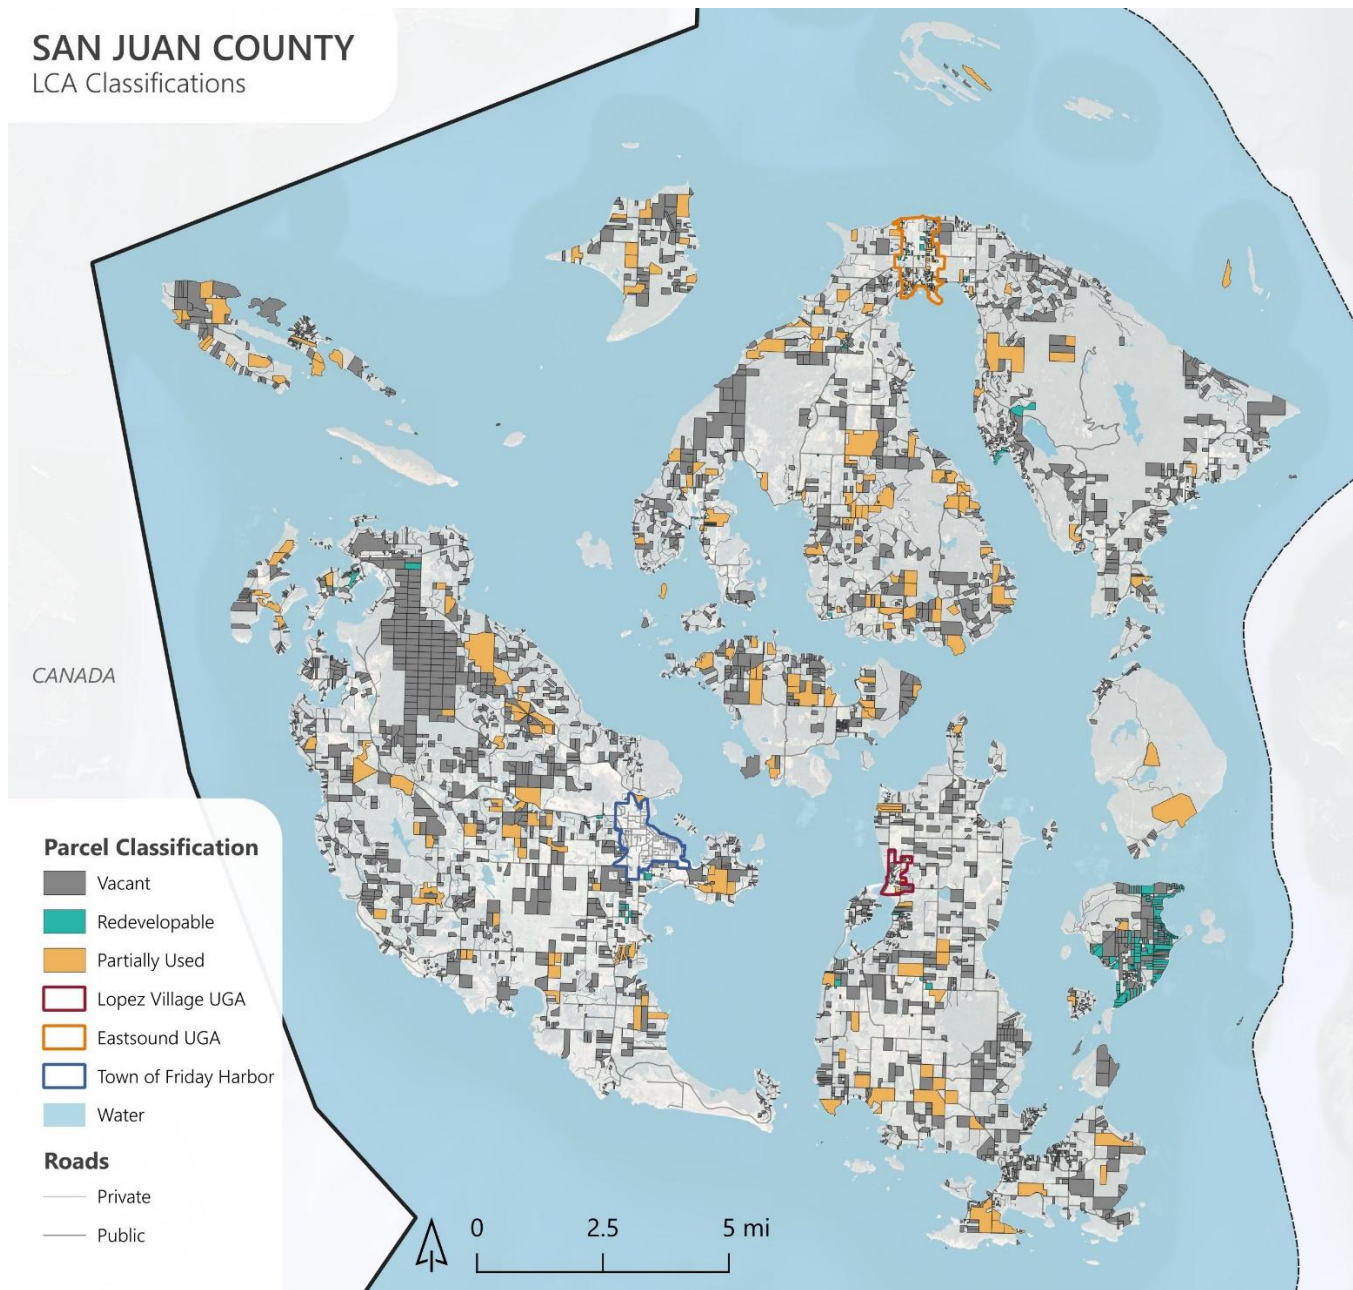 SAN JUAN COUNTY
LCA Classifications
CANADA
Parcel Classification
Vacant
Redevelopable
Partially Used
Lopez Village UGA
Eastsound UGA
Town of Friday Harbor
Water
Roads
Private
Public
0 2.5 5 mi